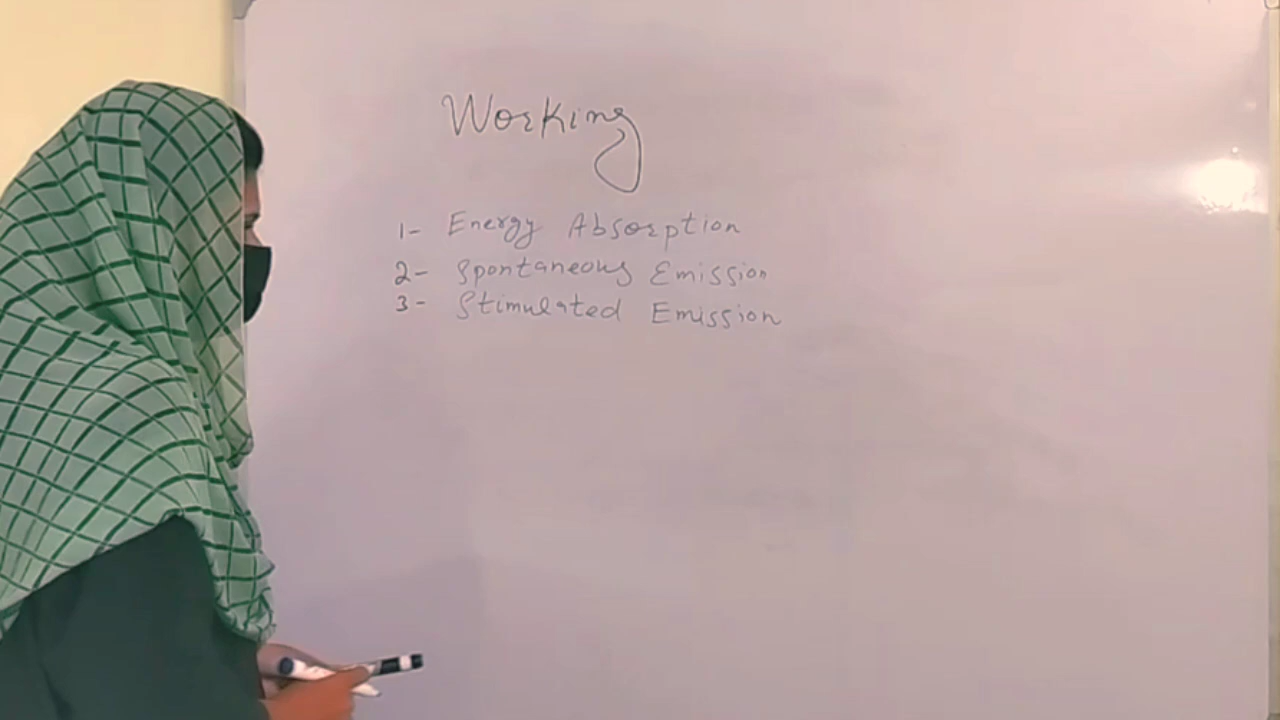 Working
1- Energy Absorption
2- Spontaneous Emission
3- Stimulated Emission